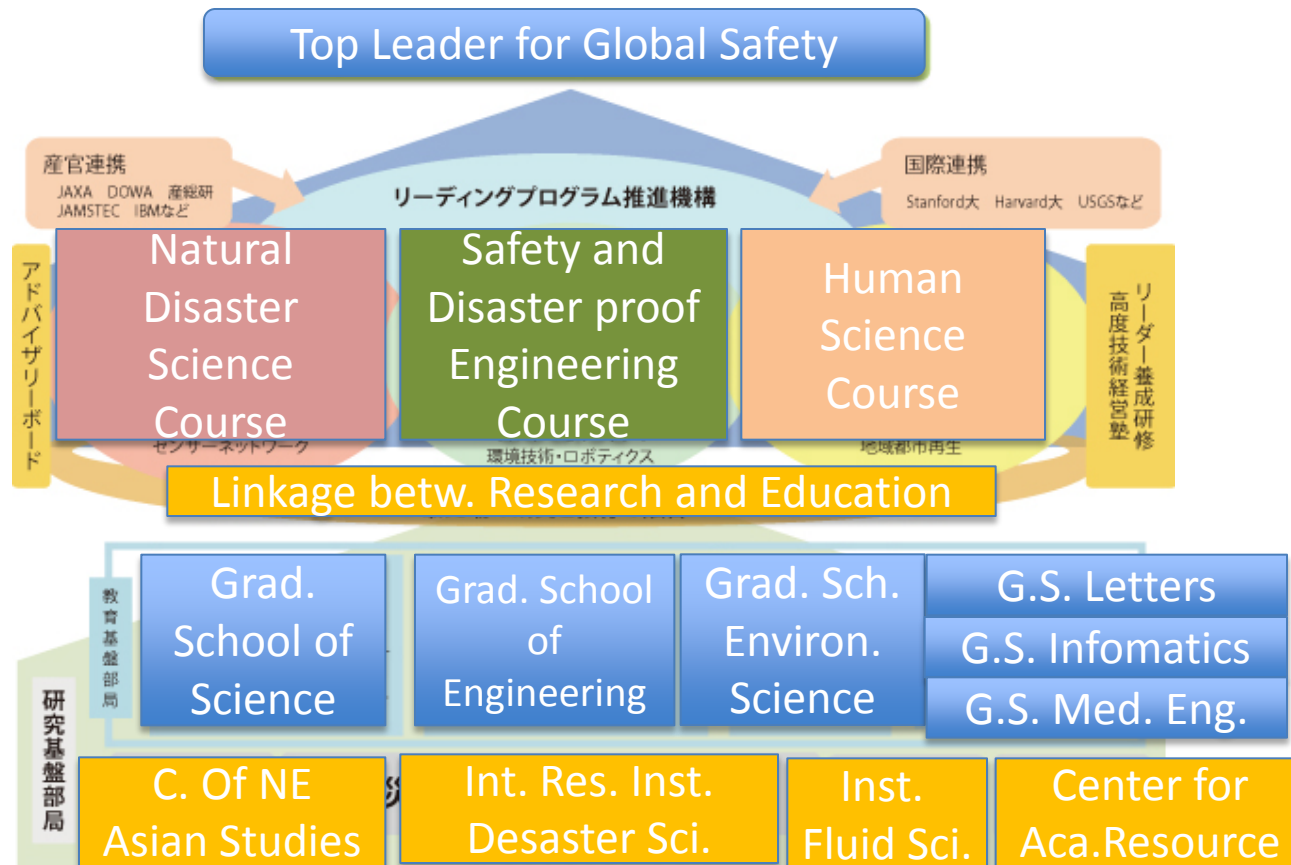 Top Leader for Global Safety
産官連携
JAXA DOWA 産総研
JAMSTEC IBMなど
リーディングプログラム推進機構
国際連携
Stanford大 Harvard大 USGSなど
アドバイザリーボード
Natural
Disaster
Science
Course
Safety and
Disaster proof
Engineering
Course
Human
Science
Course
リーダー養成研修
高度技術経営塾
センサーネットワーク
環境技術・ロボティクス
地域都市再生
Linkage betw. Research and Education
教育基盤部局
Grad.
School of
Science
Grad. School
of
Engineering
Grad. Sch.
Environ.
Science
G.S. Letters
G.S. Infomatics
G.S. Med. Eng.
研究基盤部局
C. Of NE
Asian Studies
災
Int. Res. Inst.
Desaster Sci.
Inst.
Fluid Sci.
Center for
Aca.Resource